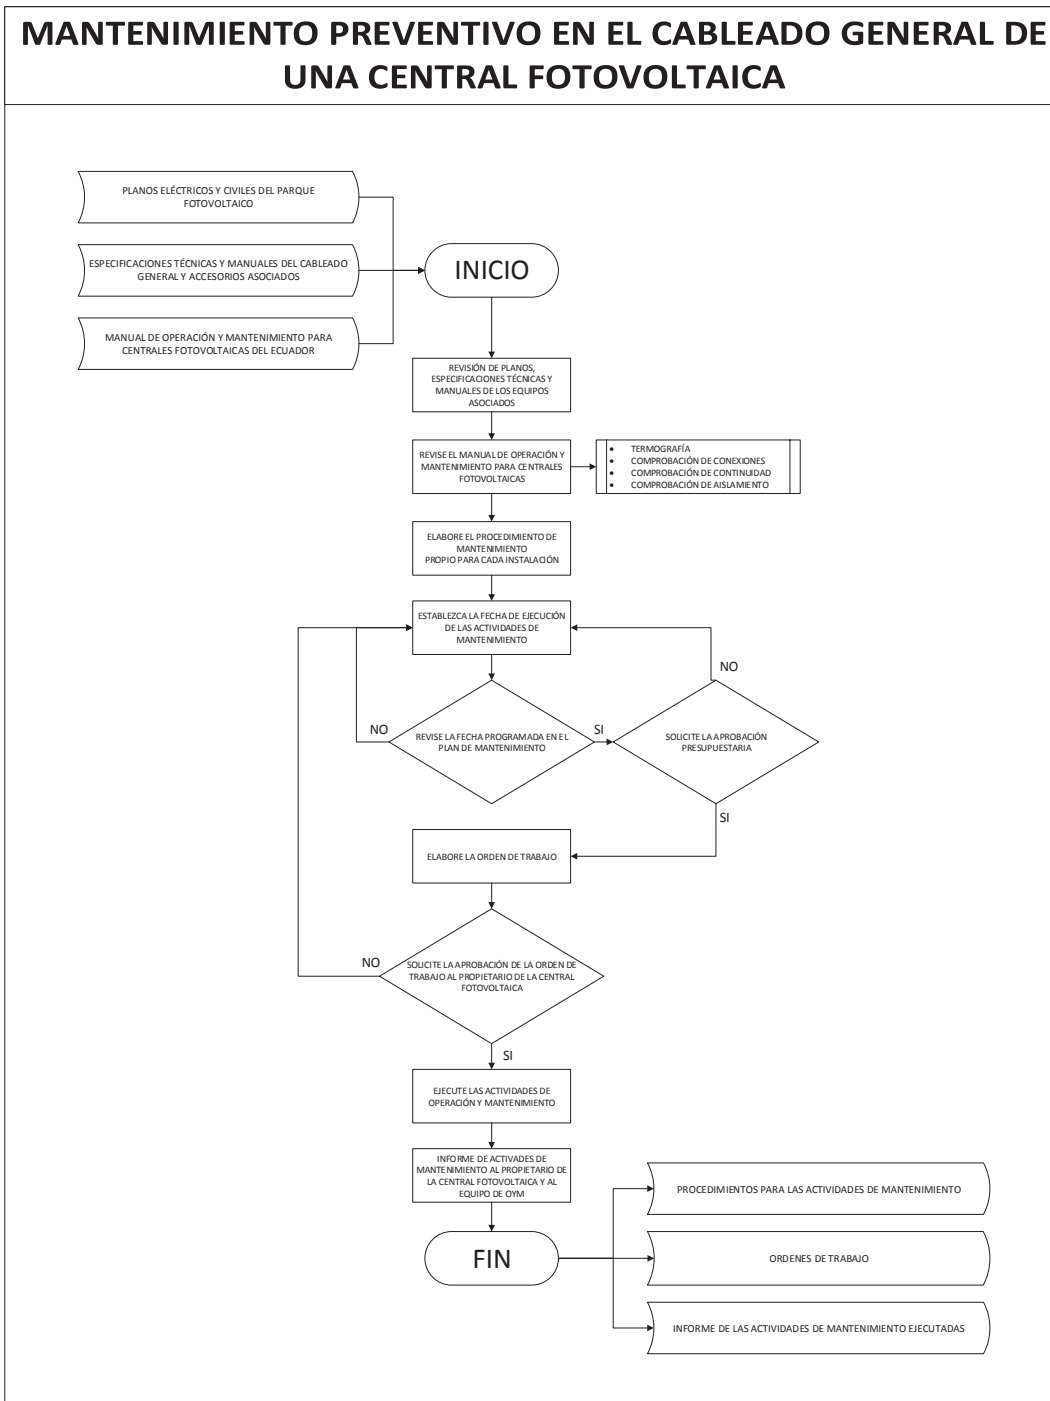 MANTENIMIENTO PREVENTIVO EN EL CABLEADO GENERAL DE
UNA CENTRAL FOTOVOLTAICA
PLANOS ELÉCTRICOS Y CIVILES DEL PARQUE
FOTOVOLTAICO
ESPECIFICACIONES TÉCNICAS Y MANUALES DEL CABLEADO
GENERAL Y ACCESORIOS ASOCIADOS
MANUAL DE OPERACIÓN Y MANTENIMIENTO PARA
CENTRALES FOTOVOLTAICAS DEL ECUADOR
INICIO
REVISIÓN DE PLANOS,
ESPECIFICACIONES TÉCNICAS Y
MANUALES DE LOS EQUIPOS
ASOCIADOS
REVISE EL MANUAL DE OPERACIÓN Y
MANTENIMIENTO PARA CENTRALES
FOTOVOLTAICAS
• TERMOGRAFÍA
• COMPROBACIÓN DE CONEXIONES
• COMPROBACIÓN DE CONTINUIDAD
• COMPROBACIÓN DE AISLAMIENTO
ELABORE EL PROCEDIMIENTO DE
MANTENIMIENTO
PROPIO PARA CADA INSTALACIÓN
ESTABLEZCA LA FECHA DE EJECUCIÓN
DE LAS ACTIVIDADES DE
MANTENIMIENTO
NO
REVISE LA FECHA PROGRAMADA EN EL
PLAN DE MANTENIMIENTO
SI
NO
SOLICITE LA APROBACIÓN
PRESUPUESTARIA
SI
ELABORE LA ORDEN DE TRABAJO
NO
SOLICITE LA APROBACIÓN DE LA ORDEN DE
TRABAJO AL PROPIETARIO DE LA CENTRAL
FOTOVOLTAICA
SI
EJECUTE LAS ACTIVIDADES DE
OPERACIÓN Y MANTENIMIENTO
INFORME DE ACTIVADES DE
MANTENIMIENTO AL PROPIETARIO DE
LA CENTRAL FOTOVOLTAICA Y AL
EQUIPO DE OYM
FIN
PROCEDIMIENTOS PARA LAS ACTIVIDADES DE MANTENIMIENTO
ORDENES DE TRABAJO
INFORME DE LAS ACTIVIDADES DE MANTENIMIENTO EJECUTADAS